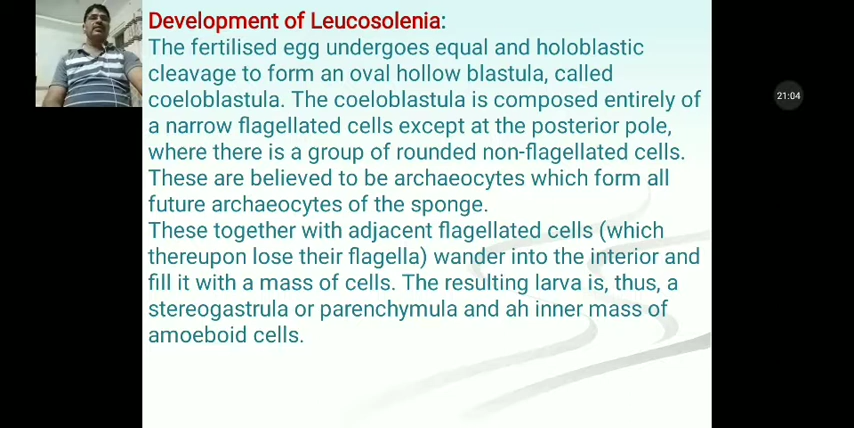 Development of Leucosolenia:
The fertilised egg undergoes equal and holoblastic
cleavage to form an oval hollow blastula, called
coeloblastula. The coeloblastula is composed entirely of
a narrow flagellated cells except at the posterior pole,
where there is a group of rounded non-flagellated cells.
These are believed to be archaeocytes which form all
future archaeocytes of the sponge.
These together with adjacent flagellated cells (which
thereupon lose their flagella) wander into the interior and
fill it with a mass of cells. The resulting larva is, thus, a
stereogastrula or parenchymula and ah inner mass of
amoeboid cells.
21:04